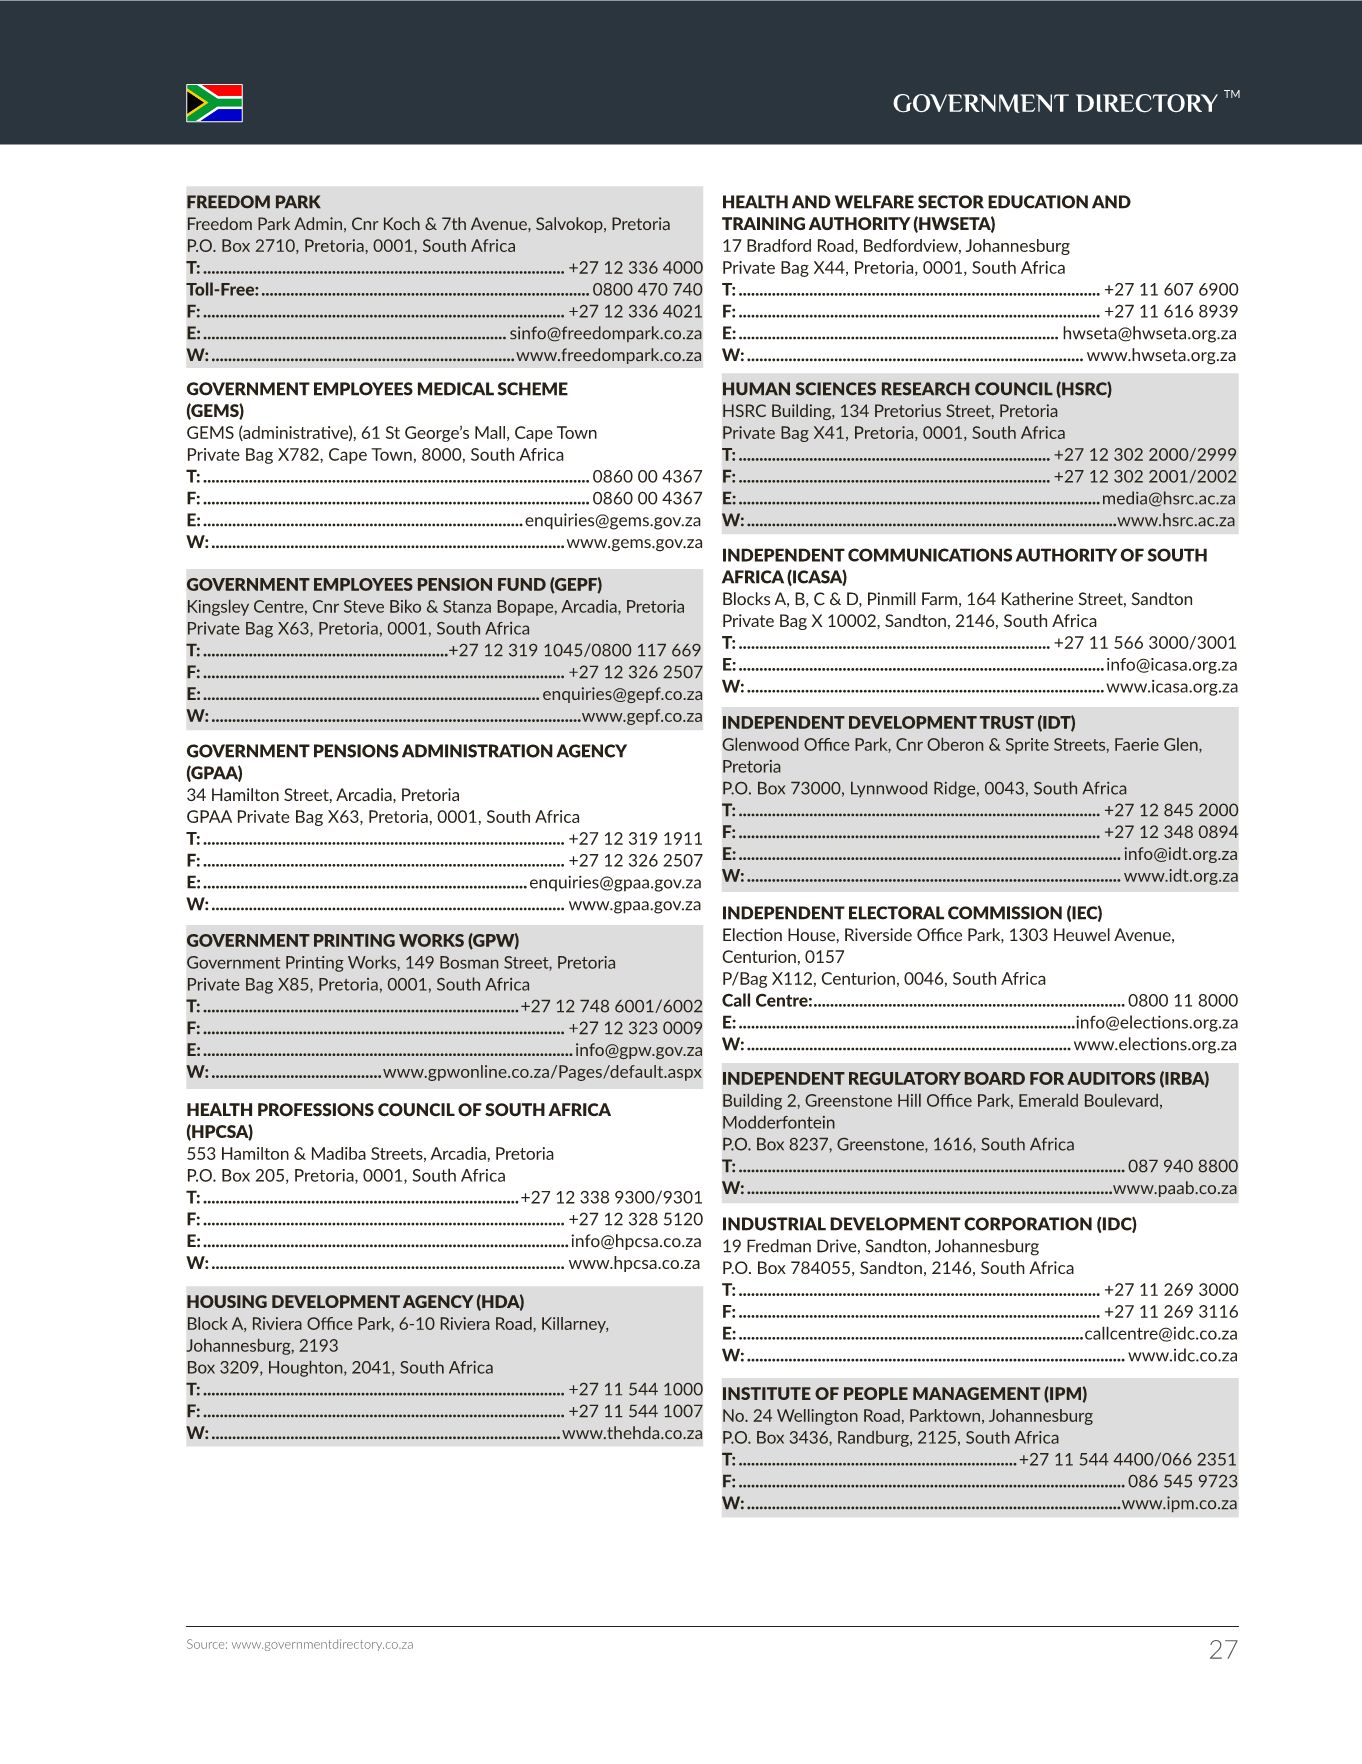 GOVERNMENT DIRECTORY ™
FREEDOM PARK
Freedom Park Admin, Cnr Koch & 7th Avenue, Salvokop, Pretoria
P.O. Box 2710, Pretoria, 0001, South Africa
T: ........ +27 12 336 4000
Toll-Free: ........ 0800 470 740
F: ........ +27 12 336 4021
E: ........ sinfo@freedompark.co.za
W: ........ www.freedompark.co.za
GOVERNMENT EMPLOYEES MEDICAL SCHEME
(GEMS)
GEMS (administrative), 61 St George's Mall, Cape Town
Private Bag X782, Cape Town, 8000, South Africa
T: ........ 0860 00 4367
F: ........ 0860 00 4367
E: ........ enquiries@gems.gov.za
W: ........ www.gems.gov.za
GOVERNMENT EMPLOYEES PENSION FUND (GEPF)
Kingsley Centre, Cnr Steve Biko & Stanza Bopape, Arcadia, Pretoria
Private Bag X63, Pretoria, 0001, South Africa
T: ........ +27 12 319 1045/0800 117 669
F: ........ +27 12 326 2507
E: ........ enquiries@gepf.co.za
W: ........ www.gepf.co.za
GOVERNMENT PENSIONS ADMINISTRATION AGENCY
(GPAA)
34 Hamilton Street, Arcadia, Pretoria
GPAA Private Bag X63, Pretoria, 0001, South Africa
T: ........ +27 12 319 1911
F: ........ +27 12 326 2507
E: ........ enquiries@gpaa.gov.za
W: ........ www.gpaa.gov.za
GOVERNMENT PRINTING WORKS (GPW)
Government Printing Works, 149 Bosman Street, Pretoria
Private Bag X85, Pretoria, 0001, South Africa
T: ........ +27 12 748 6001/6002
F: ........ +27 12 323 0009
E: ........ info@gpw.gov.za
W: ........ www.gpwonline.co.za/Pages/default.aspx
HEALTH PROFESSIONS COUNCIL OF SOUTH AFRICA
(HPCSA)
553 Hamilton & Madiba Streets, Arcadia, Pretoria
P.O. Box 205, Pretoria, 0001, South Africa
T: ........ +27 12 338 9300/9301
F: ........ +27 12 328 5120
E: ........ info@hpcsa.co.za
W: ........ www.hpcsa.co.za
HOUSING DEVELOPMENT AGENCY (HDA)
Block A, Riviera Office Park, 6-10 Riviera Road, Killarney,
Johannesburg, 2193
Box 3209, Houghton, 2041, South Africa
T: ........ +27 11 544 1000
F: ........ +27 11 544 1007
W: ........ www.thehda.co.za
HEALTH AND WELFARE SECTOR EDUCATION AND
TRAINING AUTHORITY (HWSETA)
17 Bradford Road, Bedfordview, Johannesburg
Private Bag X44, Pretoria, 0001, South Africa
T: ........ +27 11 607 6900
F: ........ +27 11 616 8939
E: ........ hwseta@hwseta.org.za
W: ........ www.hwseta.org.za
HUMAN SCIENCES RESEARCH COUNCIL (HSRC)
HSRC Building, 134 Pretorius Street, Pretoria
Private Bag X41, Pretoria, 0001, South Africa
T: ........ +27 12 302 2000/2999
F: ........ +27 12 302 2001/2002
E: ........ media@hsrc.ac.za
W: ........ www.hsrc.ac.za
INDEPENDENT COMMUNICATIONS AUTHORITY OF SOUTH
AFRICA (ICASA)
Blocks A, B, C & D, Pinmill Farm, 164 Katherine Street, Sandton
Private Bag X 10002, Sandton, 2146, South Africa
T: ........ +27 11 566 3000/3001
E: ........ info@icasa.org.za
W: ........ www.icasa.org.za
INDEPENDENT DEVELOPMENT TRUST (IDT)
Glenwood Office Park, Cnr Oberon & Sprite Streets, Faerie Glen,
Pretoria
P.O. Box 73000, Lynnwood Ridge, 0043, South Africa
T: ........ +27 12 845 2000
F: ........ +27 12 348 0894
E: ........ info@idt.org.za
W: ........ www.idt.org.za
INDEPENDENT ELECTORAL COMMISSION (IEC)
Election House, Riverside Office Park, 1303 Heuwel Avenue,
Centurion, 0157
P/Bag X112, Centurion, 0046, South Africa
Call Centre: ........ 0800 11 8000
E: ........ info@elections.org.za
W: ........ www.elections.org.za
INDEPENDENT REGULATORY BOARD FOR AUDITORS (IRBA)
Building 2, Greenstone Hill Office Park, Emerald Boulevard,
Modderfontein
P.O. Box 8237, Greenstone, 1616, South Africa
T: ........ 087 940 8800
W: ........ www.paab.co.za
INDUSTRIAL DEVELOPMENT CORPORATION (IDC)
19 Fredman Drive, Sandton, Johannesburg
P.O. Box 784055, Sandton, 2146, South Africa
T: ........ +27 11 269 3000
F: ........ +27 11 269 3116
E: ........ callcentre@idc.co.za
W: ........ www.idc.co.za
INSTITUTE OF PEOPLE MANAGEMENT (IPM)
No. 24 Wellington Road, Parktown, Johannesburg
P.O. Box 3436, Randburg, 2125, South Africa
T: ........ +27 11 544 4400/066 2351
F: ........ 086 545 9723
W: ........ www.ipm.co.za
Source: www.governmentdirectory.co.za
27